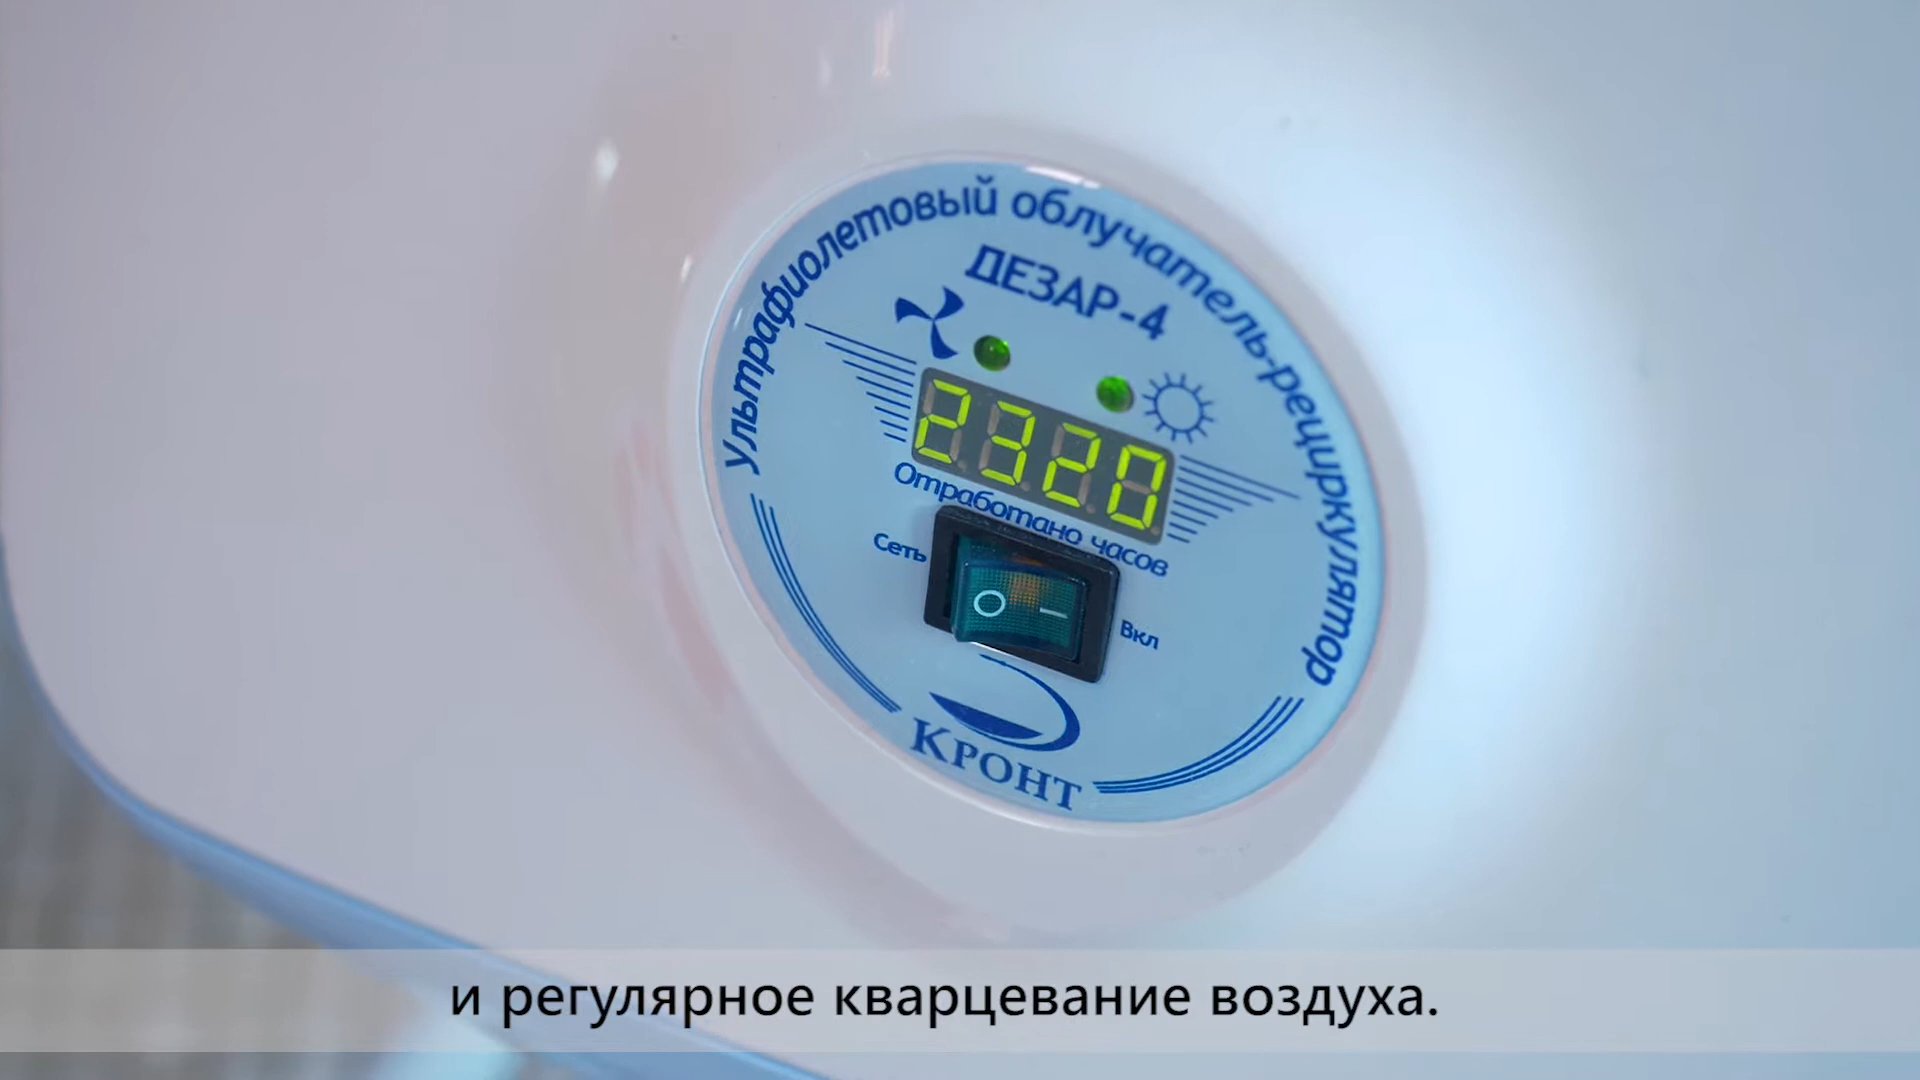 Ультрафиолетовый облучатель-рециркулятор
ДЕЗАР-4
2320
Отработано часов
Сеть
Вкл
КРОНТ
и регулярное кварцевание воздуха.